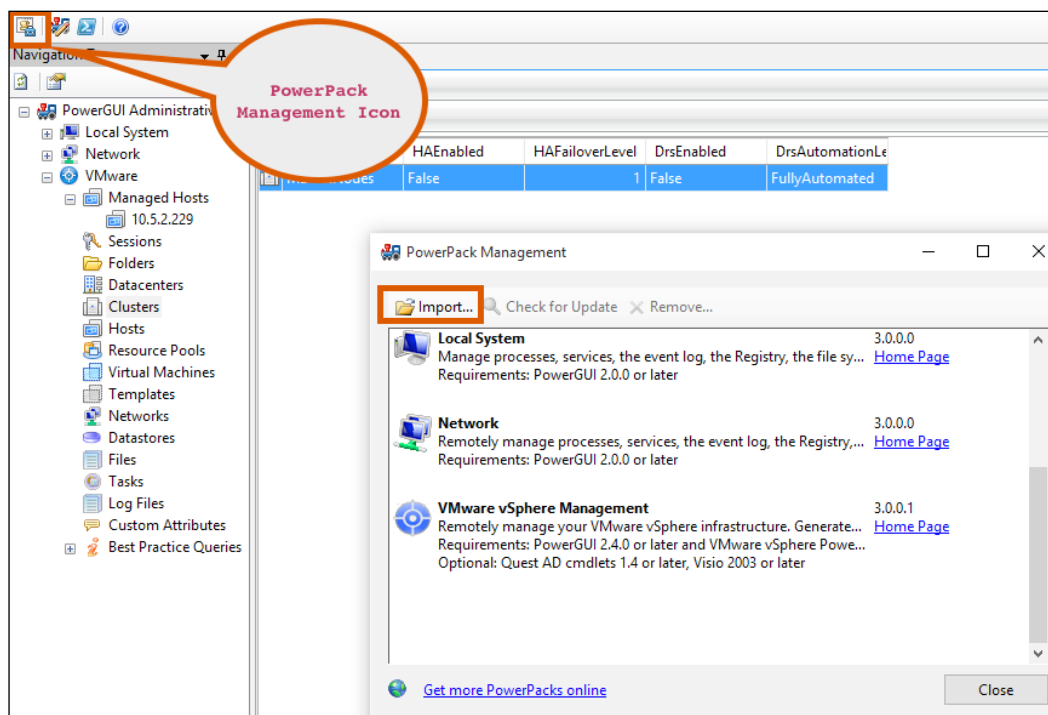 Navigation
PowerPack
Management Icon
PowerGUI Administrativ
Local System
Network
VMware
Managed Hosts
10.5.2.229
Sessions
Folders
Datacenters
Clusters
Hosts
Resource Pools
Virtual Machines
Templates
Networks
Datastores
Files
Tasks
Log Files
Custom Attributes
Best Practice Queries
HAEnabled HAFailoverLevel DrsEnabled DrsAutomationLe
False 1 False FullyAutomated
PowerPack Management
Import... Check for Update Remove...
Local System 3.0.0.0
Manage processes, services, the event log, the Registry, the file sy... Home Page
Requirements: PowerGUI 2.0.0 or later
Network 3.0.0.0
Remotely manage processes, services, the event log, the Registry,... Home Page
Requirements: PowerGUI 2.0.0 or later
VMware vSphere Management 3.0.0.1
Remotely manage your VMware vSphere infrastructure. Generate... Home Page
Requirements: PowerGUI 2.4.0 or later and VMware vSphere Powe...
Optional: Quest AD cmdlets 1.4 or later, Visio 2003 or later
Get more PowerPacks online
Close